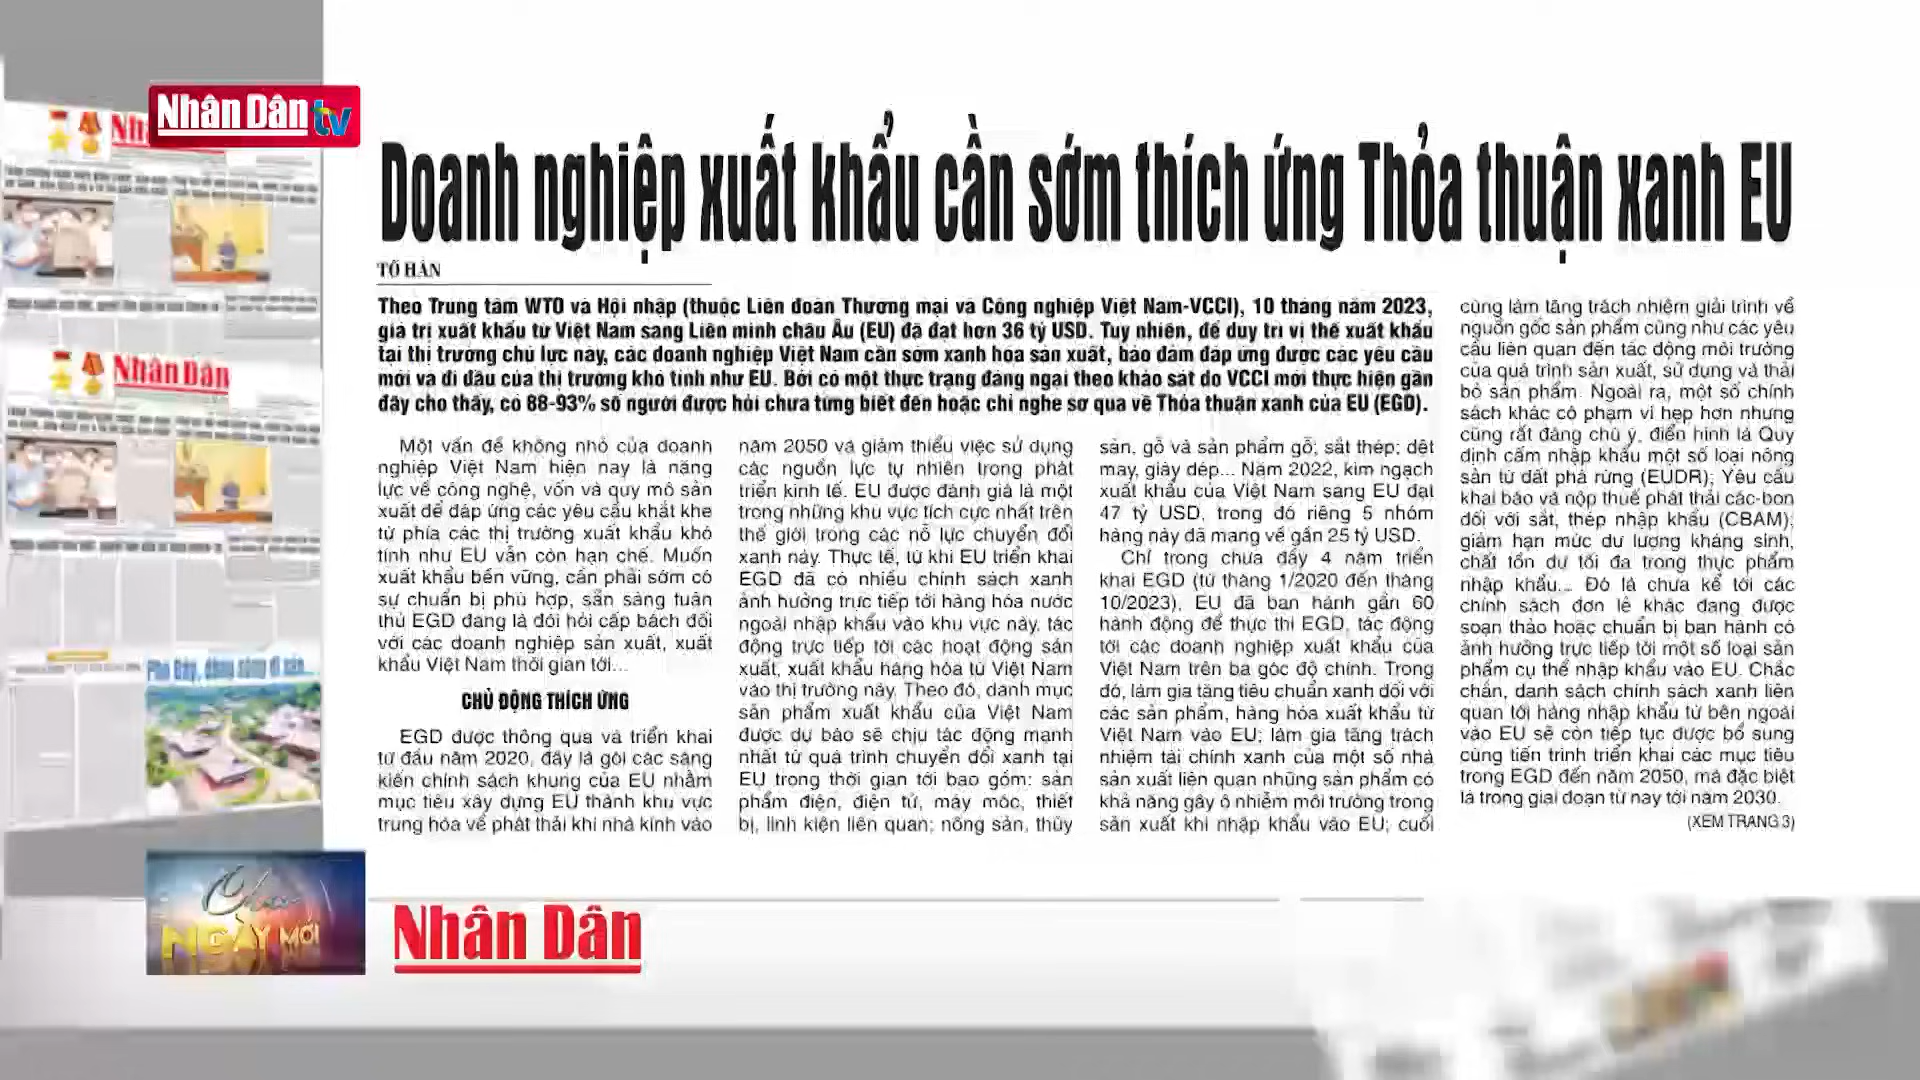 Nhân Dân tv
Doanh nghiệp xuất khẩu cần sớm thích ứng Thỏa thuận xanh EU
TÔ HÀN
Theo Trung tâm WTO và Hội nhập (thuộc Liên đoàn Thương mại và Công nghiệp Việt Nam-VCCI), 10 tháng năm 2023,
giá trị xuất khẩu từ Việt Nam sang Liên minh châu Âu (EU) đã đạt hơn 36 tỷ USD. Tuy nhiên, để duy trì vị thế xuất khẩu
tại thị trường chủ lực này, các doanh nghiệp Việt Nam cần sớm xanh hóa sản xuất, bảo đảm đáp ứng được các yêu cầu
mới và đi đầu của thị trường khó tính như EU. Bởi có một thực trạng đáng ngại theo khảo sát do VCCI mới thực hiện gần
đây cho thấy, có 88-93% số người được hỏi chưa từng biết đến hoặc chỉ nghe sơ qua về Thỏa thuận xanh của EU (EGD).
Một vấn đề không nhỏ của doanh
nghiệp Việt Nam hiện nay là năng
lực về công nghệ, vốn và quy mô sản
xuất để đáp ứng các yêu cầu khắt khe
từ phía các thị trường xuất khẩu khó
tính như EU vẫn còn hạn chế. Muốn
xuất khẩu bền vững, cần phải sớm có
sự chuẩn bị phù hợp, sẵn sàng tuân
thủ EGD đang là đòi hỏi cấp bách đối
với các doanh nghiệp sản xuất, xuất
khẩu Việt Nam thời gian tới...
CHỦ ĐỘNG THÍCH ỨNG
EGD được thông qua và triển khai
từ đầu năm 2020, đây là gói các sáng
kiến chính sách khung của EU nhằm
mục tiêu xây dựng EU thành khu vực
trung hòa về phát thải khí nhà kính vào
năm 2050 và giảm thiểu việc sử dụng
các nguồn lực tự nhiên trong phát
triển kinh tế. EU được đánh giá là một
trong những khu vực tích cực nhất trên
thế giới trong các nỗ lực chuyển đổi
xanh này. Thực tế, từ khi EU triển khai
EGD đã có nhiều chính sách xanh
ảnh hưởng trực tiếp tới hàng hóa nước
ngoài nhập khẩu vào khu vực này, tác
động trực tiếp tới các hoạt động sản
xuất, xuất khẩu hàng hóa từ Việt Nam
vào thị trường này. Theo đó, danh mục
sản phẩm xuất khẩu của Việt Nam
được dự báo sẽ chịu tác động mạnh
nhất từ quá trình chuyển đổi xanh tại
EU trong thời gian tới bao gồm: sản
phẩm điện, điện tử, máy móc, thiết
bị, linh kiện liên quan; nông sản, thủy
sản, gỗ và sản phẩm gỗ; sắt thép; dệt
may, giày dép... Năm 2022, kim ngạch
xuất khẩu của Việt Nam sang EU đạt
47 tỷ USD, trong đó riêng 5 nhóm
hàng này đã mang về gần 25 tỷ USD.
Chỉ trong chưa đầy 4 năm triển
khai EGD (từ tháng 1/2020 đến tháng
10/2023), EU đã ban hành gần 60
hành động để thực thi EGD, tác động
tới các doanh nghiệp xuất khẩu của
Việt Nam trên ba góc độ chính. Trong
đó, làm gia tăng tiêu chuẩn xanh đối với
các sản phẩm, hàng hóa xuất khẩu từ
Việt Nam vào EU; làm gia tăng trách
nhiệm tài chính xanh của một số nhà
sản xuất liên quan những sản phẩm có
khả năng gây ô nhiễm môi trường trong
sản xuất khi nhập khẩu vào EU; cuối
cùng làm tăng trách nhiệm giải trình về
nguồn gốc sản phẩm cũng như các yêu
cầu liên quan đến tác động môi trường
của quá trình sản xuất, sử dụng và thải
bỏ sản phẩm. Ngoài ra, một số chính
sách khác có phạm vi hẹp hơn nhưng
cũng rất đáng chú ý, điển hình là Quy
định cấm nhập khẩu một số loại nông
sản từ đất phá rừng (EUDR); Yêu cầu
khai báo và nộp thuế phát thải các-bon
đối với sắt, thép nhập khẩu (CBAM);
giảm hạn mức dư lượng kháng sinh,
chất tồn dư tối đa trong thực phẩm
nhập khẩu... Đó là chưa kể tới các
chính sách đơn lẻ khác đang được
soạn thảo hoặc chuẩn bị ban hành có
ảnh hưởng trực tiếp tới một số loại sản
phẩm cụ thể nhập khẩu vào EU. Chắc
chắn, danh sách chính sách xanh liên
quan tới hàng nhập khẩu từ bên ngoài
vào EU sẽ còn tiếp tục được bổ sung
cùng tiến trình triển khai các mục tiêu
trong EGD đến năm 2050, mà đặc biệt
là trong giai đoạn từ nay tới năm 2030.
(XEM TRANG 3)
Nhân Dân
Chào
NGÀY MỚI
Nhân Dân